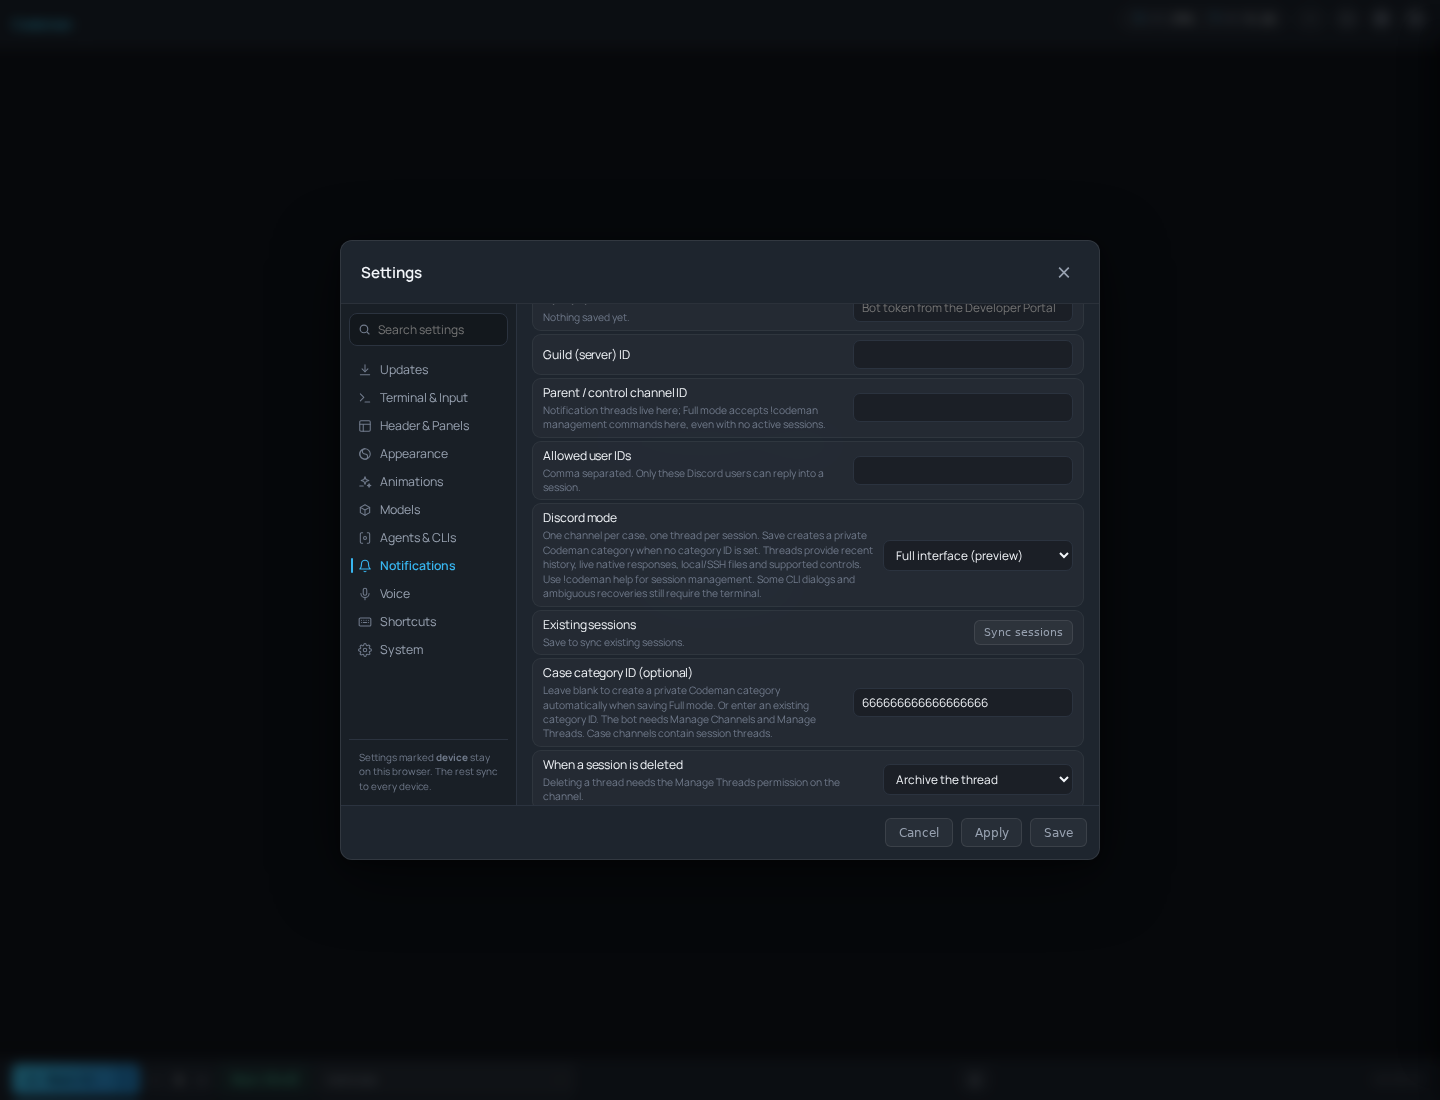 Settings
Search settings
Updates
Terminal & Input
Header & Panels
Appearance
Animations
Models
Agents & CLIs
Notifications
Voice
Shortcuts
System
Settings marked device stay
on this browser. The rest sync
to every device.
Nothing saved yet.
Bot token from the Developer Portal
Guild (server) ID
Parent / control channel ID
Notification threads live here; Full mode accepts !codeman
management commands here, even with no active sessions.
Allowed user IDs
Comma separated. Only these Discord users can reply into a
session.
Discord mode
One channel per case, one thread per session. Save creates a private
Codeman category when no category ID is set. Threads provide recent
history, live native responses, local/SSH files and supported controls.
Use !codeman help for session management. Some CLI dialogs and
ambiguous recoveries still require the terminal.
Full interface (preview)
Existing sessions
Save to sync existing sessions.
Sync sessions
Case category ID (optional)
Leave blank to create a private Codeman category
automatically when saving Full mode. Or enter an existing
category ID. The bot needs Manage Channels and Manage
Threads. Case channels contain session threads.
666666666666666666
When a session is deleted
Deleting a thread needs the Manage Threads permission on the
channel.
Archive the thread
Cancel
Apply
Save